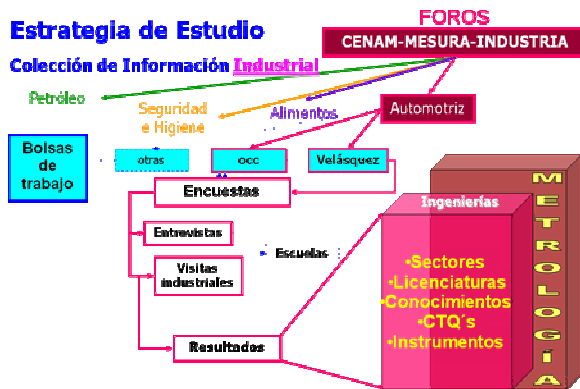 Estrategia de Estudio
FOROS
CENAM-MESURA-INDUSTRIA
Colección de Información Industrial
Petróleo
Seguridad
e Higiene
Alimentos
Automotriz
Bolsas
de
trabajo
otras
occ
Velásquez
Encuestas
Entrevistas
Escuelas
Visitas
industriales
Resultados
Ingenierías
•Sectores
•Licenciaturas
•Conocimientos
•CTQ´s
•Instrumentos
METROLOGÍA